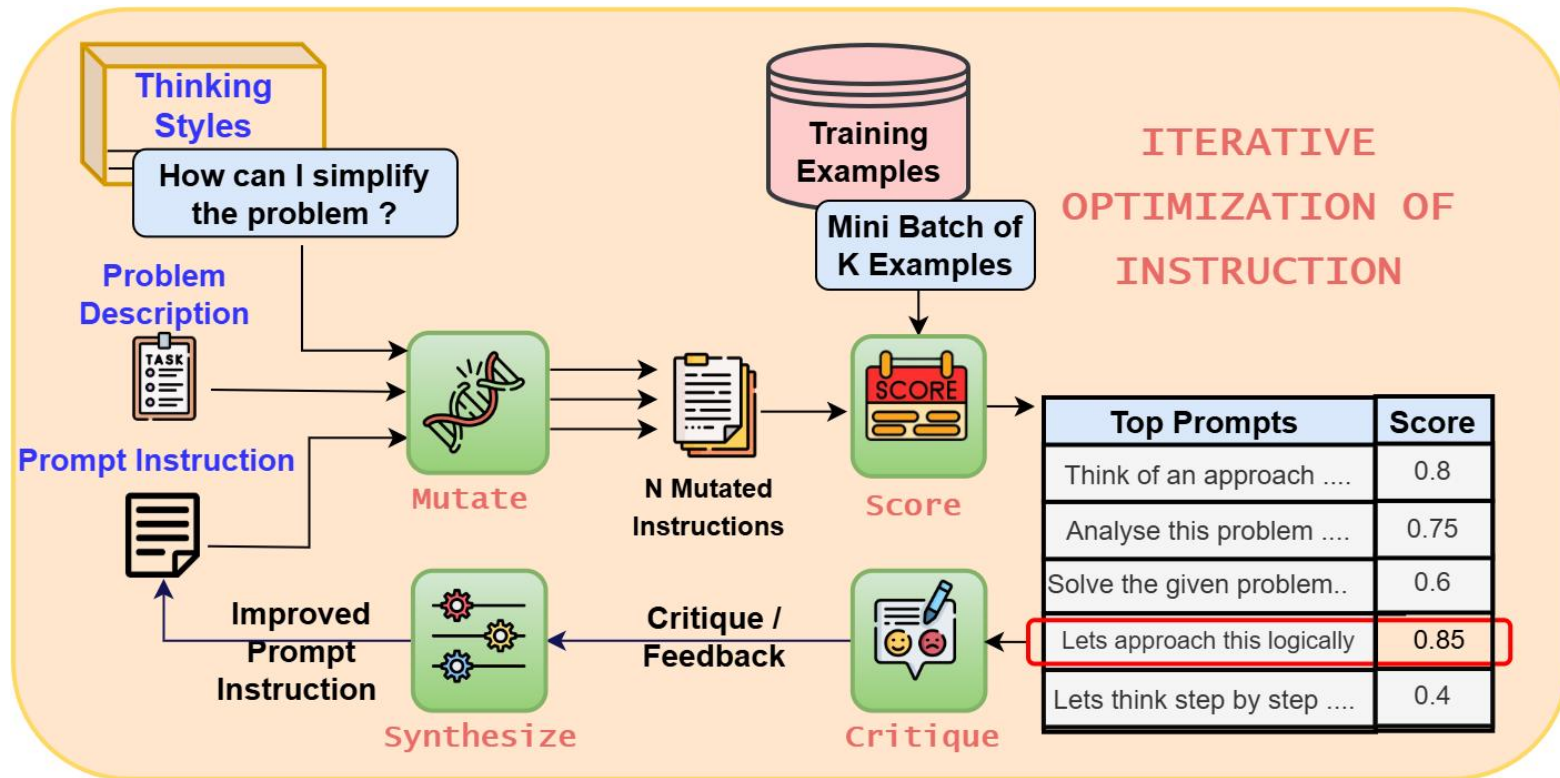 Thinking
Styles
How can I simplify
the problem ?
Training
Examples
Mini Batch of
K Examples
ITERATIVE
OPTIMIZATION OF
INSTRUCTION
Problem
Description
TASK
Prompt Instruction
Mutate
N Mutated
Instructions
SCORE
Score
Top Prompts Score
Think of an approach .... 0.8
Analyse this problem .... 0.75
Solve the given problem.. 0.6
Lets approach this logically 0.85
Lets think step by step .... 0.4
Critique
Critique /
Feedback
Synthesize
Improved
Prompt
Instruction